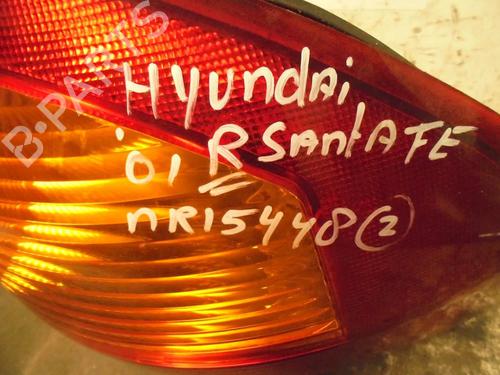 B-PARTS
HYundai
'01 R SantA FE
nR15448 2